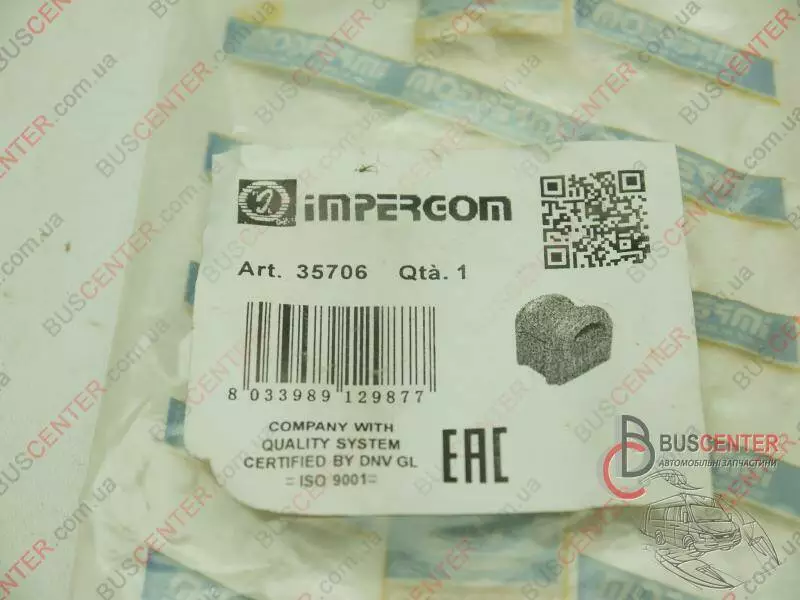 IMPERGOM
Art. 35706 Qtà. 1
8 033989 129877
COMPANY WITH
QUALITY SYSTEM
CERTIFIED BY DNV GL
= ISO 9001=
EAC
BUSCENTER
АВТОМОБІЛЬНІ ЗАПЧАСТИНИ
BUSCENTER.com.ua